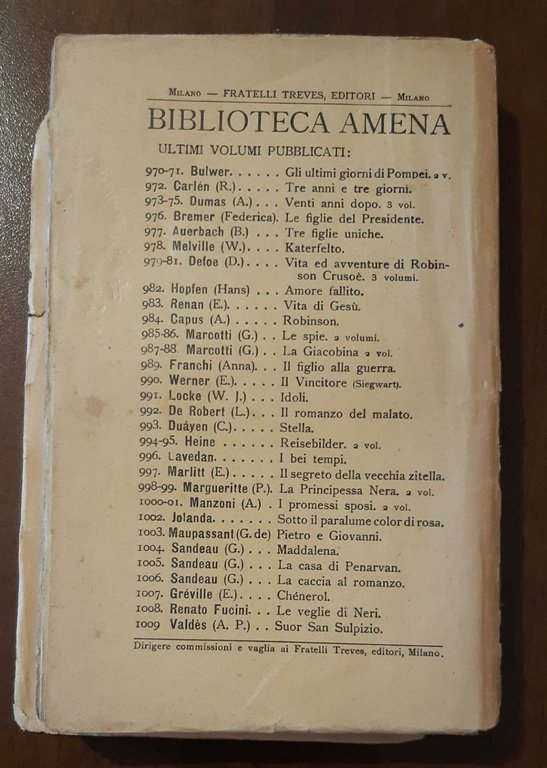 Milano — FRATELLI TREVES, EDITORI — Milano
BIBLIOTECA AMENA
ULTIMI VOLUMI PUBBLICATI:
970-71. Bulwer. . . . . . Gli ultimi giorni di Pompei. 2 v.
972. Carlén (R.) . . . . . Tre anni e tre giorni.
973-75. Dumas (A.) . . . Venti anni dopo. 3 vol.
976. Bremer (Federica). Le figlie del Presidente.
977. Auerbach (B.) . . . Tre figlie uniche.
978. Melville (W.) . . . . Katerfelto.
979-81. Defoe (D.) . . . . Vita ed avventure di Robin-
son Crusoè. 3 volumi.
982. Hopfen (Hans) . . . Amore fallito.
983. Renan (E.). . . . . . Vita di Gesù.
984. Capus (A.) . . . . . Robinson.
985-86. Marcotti (G.) . . Le spie. 2 volumi.
987-88. Marcotti (G.) . . La Giacobina 2 vol.
989. Franchi (Anna). . . Il figlio alla guerra.
990. Werner (E.). . . . . Il Vincitore (Siegwart).
991. Locke (W. J.) . . . Idoli.
992. De Robert (L.) . . . Il romanzo del malato.
993. Duáyen (C.) . . . . Stella.
994-95. Heine . . . . . . Reisebilder. 2 vol.
996. Lavedan. . . . . . . I bei tempi.
997. Marlitt (E.) . . . . . Il segreto della vecchia zitella.
998-99. Margueritte (P.). La Principessa Nera. 2 vol.
1000-01. Manzoni (A.) . I promessi sposi. 2 vol.
1002. Jolanda. . . . . . . Sotto il paralume color di rosa.
1003. Maupassant (G. de) Pietro e Giovanni.
1004. Sandeau (G.) . . . Maddalena.
1005. Sandeau (G.) . . . La casa di Penarvan.
1006. Sandeau (G.) . . . La caccia al romanzo.
1007. Gréville (E.) . . . . Chénerol.
1008. Renato Fucini. . . Le veglie di Neri.
1009 Valdès (A. P.) . . Suor San Sulpizio.
Dirigere commissioni e vaglia ai Fratelli Treves, editori, Milano.